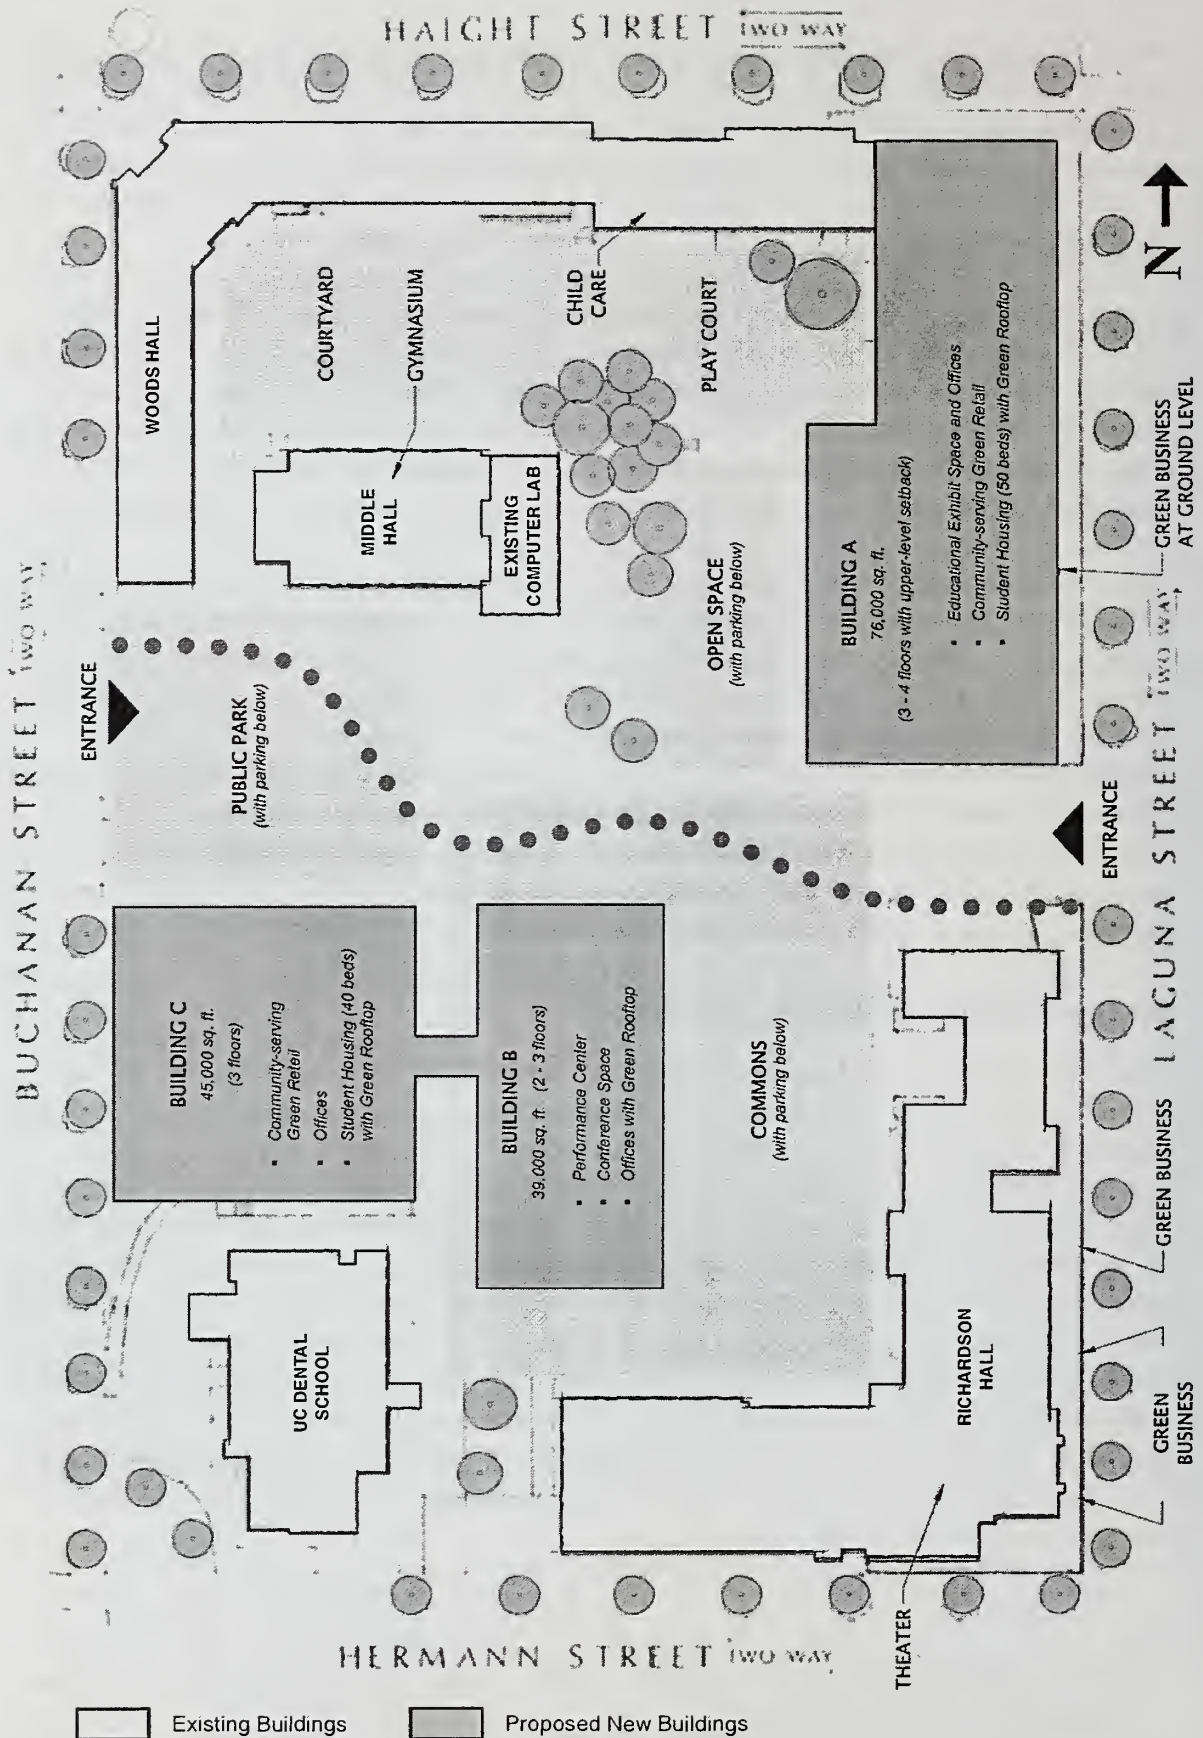 HAIGHT STREET TWO WAY
BUCHANAN STREET TWO WAY
ENTRANCE
WOODS HALL
COURTYARD
GYMNASIUM
MIDDLE
HALL
EXISTING
COMPUTER LAB
CHILD
CARE
PLAY COURT
PUBLIC PARK
(with parking below)
OPEN SPACE
(with parking below)
BUILDING A
76,000 sq. ft.
(3 - 4 floors with upper-level setback)
▪ Educational Exhibit Space and Offices
▪ Community-serving Green Retail
▪ Student Housing (50 beds) with Green Rooftop
GREEN BUSINESS
AT GROUND LEVEL
N
BUILDING C
45,000 sq. ft.
(3 floors)
▪ Community-serving
Green Retail
▪ Offices
▪ Student Housing (40 beds)
with Green Rooftop
BUILDING B
39,000 sq. ft. (2 - 3 floors)
▪ Performance Center
▪ Conference Space
▪ Offices with Green Rooftop
COMMONS
(with parking below)
ENTRANCE
LAGUNA STREET TWO WAY
UC DENTAL
SCHOOL
RICHARDSON
HALL
THEATER
GREEN BUSINESS
GREEN
BUSINESS
HERMANN STREET TWO WAY
Existing Buildings
Proposed New Buildings